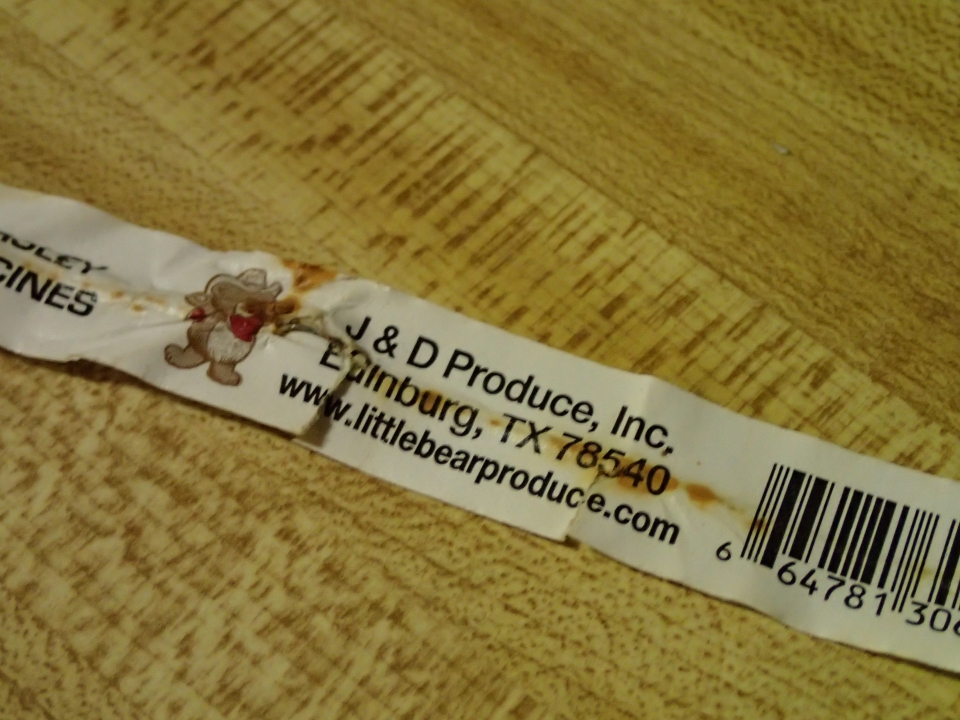 CINES
J & D Produce, Inc.
Edinburg, TX 78540
www.littlebearproduce.com
6 64781 30